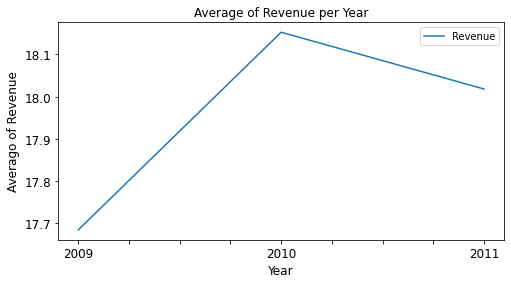 Average of Revenue per Year
Revenue
Averago of Revenue
18.1
18.0
17.9
17.8
17.7
2009
2010
2011
Year